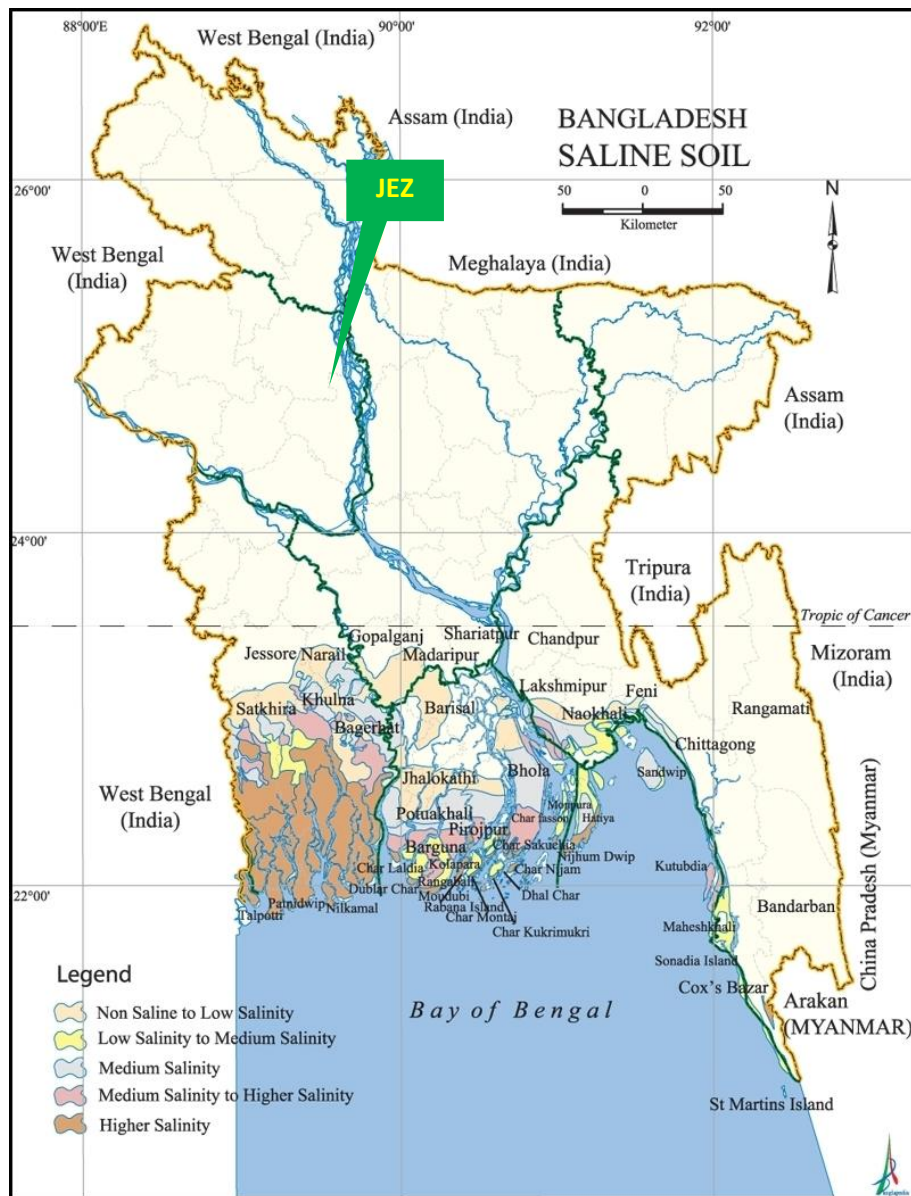 88°00'E
90°00'
92°00'
West Bengal (India)
Assam (India)
BANGLADESH
SALINE SOIL
26°00'
JEZ
50 0 50
Kilometer
N
West Bengal
(India)
Meghalaya (India)
Assam
(India)
24°00'
Tripura
(India)
Tropic of Cancer
Mizoram
(India)
Gopalganj
Shariatpur
Chandpur
Jessore
Narail
Madaripur
Lakshmipur
Feni
Rangamati
Satkhira
Khulna
Barisal
Naokhali
Bagerhat
Chittagong
Sandwip
Bhola
Jhalokathi
West Bengal
(India)
Potuakhali
Monpura
Char fasson
Hatiya
Pirojpur
Barguna
Char Sakuchia
Nijhum Dwip
Char Laldia
Kolapara
Char Nijam
Kutubdia
Dublar Char
Rangabali
Dhal Char
22°00'
Moudubi
Rabana Island
Char Montaj
Char Kukrimukri
Talpotti
Patnidwip
Nilkamal
Bandarban
Maheshkhali
China Pradesh (Myanmar)
Sonadia Island
Cox's Bazar
Arakan
(MYANMAR)
Bay of Bengal
St Martins Island
Legend
Non Saline to Low Salinity
Low Salinity to Medium Salinity
Medium Salinity
Medium Salinity to Higher Salinity
Higher Salinity